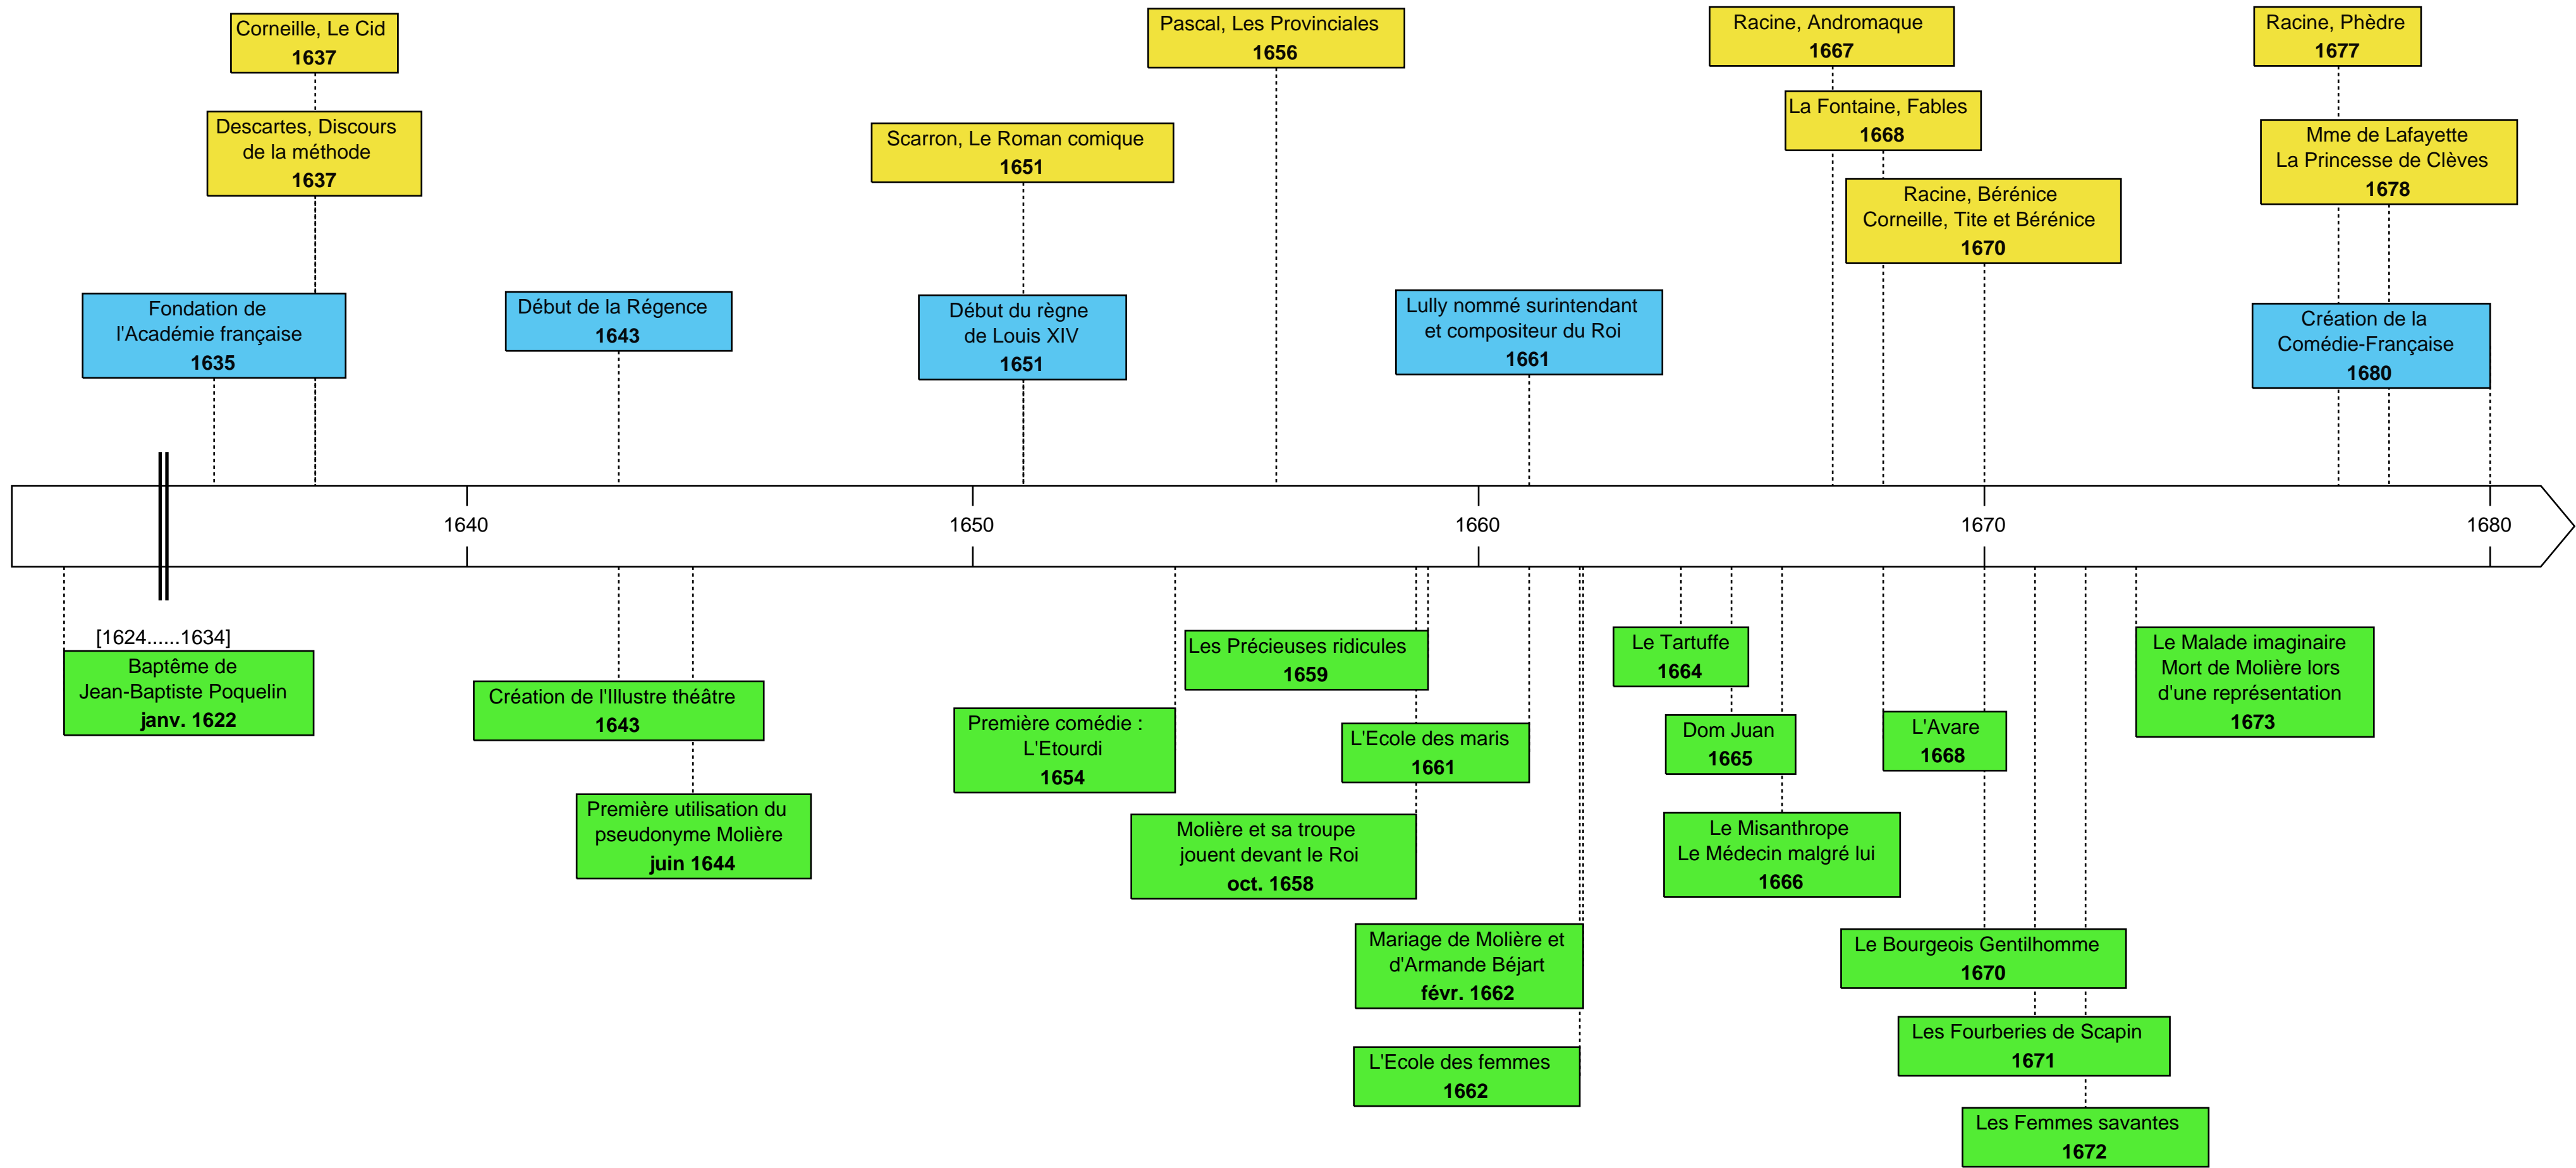 Corneille, Le Cid
1637
Descartes, Discours
de la méthode
1637
Scarron, Le Roman comique
1651
Pascal, Les Provinciales
1656
Racine, Andromaque
1667
La Fontaine, Fables
1668
Racine, Bérénice
Corneille, Tite et Bérénice
1670
Racine, Phèdre
1677
Mme de Lafayette
La Princesse de Clèves
1678
Fondation de
l'Académie française
1635
Début de la Régence
1643
Début du règne
de Louis XIV
1651
Lully nommé surintendant
et compositeur du Roi
1661
Création de la
Comédie-Française
1680
1640
1650
1660
1670
1680
[1624......1634]
Baptême de
Jean-Baptiste Poquelin
janv. 1622
Création de l'Illustre théâtre
1643
Première utilisation du
pseudonyme Molière
juin 1644
Première comédie :
L'Etourdi
1654
Les Précieuses ridicules
1659
L'Ecole des maris
1661
Molière et sa troupe
jouent devant le Roi
oct. 1658
Mariage de Molière et
d'Armande Béjart
févr. 1662
L'Ecole des femmes
1662
Le Tartuffe
1664
Dom Juan
1665
Le Misanthrope
Le Médecin malgré lui
1666
L'Avare
1668
Le Bourgeois Gentilhomme
1670
Les Fourberies de Scapin
1671
Les Femmes savantes
1672
Le Malade imaginaire
Mort de Molière lors
d'une représentation
1673